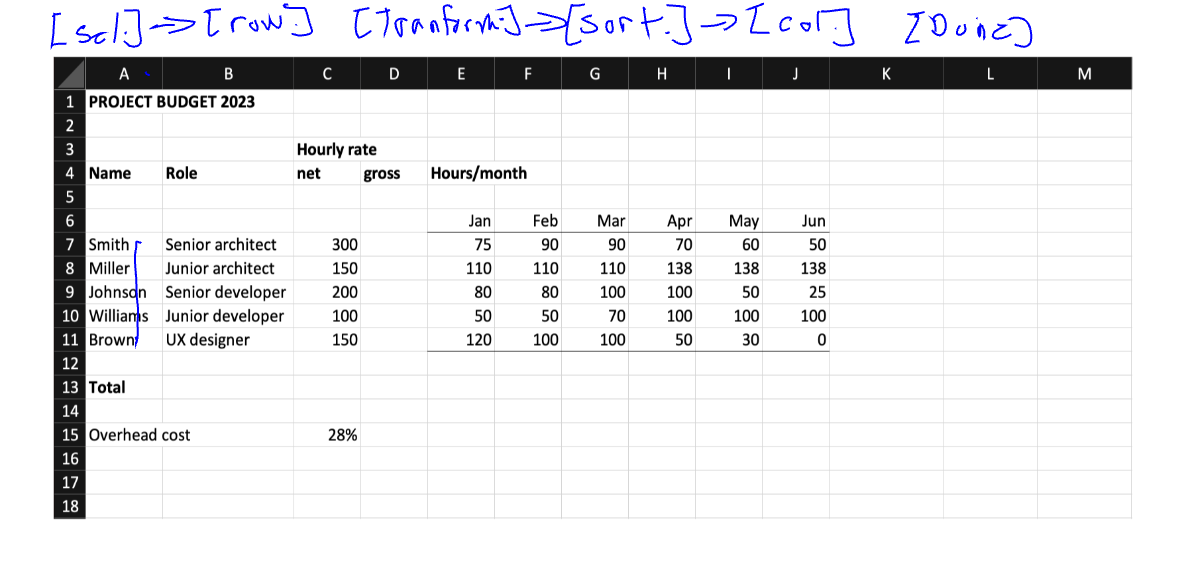 [Sel.]→[row.] [Tranform.]→[sort.]→[col.] [Done]
A B C D E F G H I J K L M
1 PROJECT BUDGET 2023
2
3 Hourly rate
4 Name Role net gross Hours/month
5
6 Jan Feb Mar Apr May Jun
7 Smith Senior architect 300 75 90 90 70 60 50
8 Miller Junior architect 150 110 110 110 138 138 138
9 Johnson Senior developer 200 80 80 100 100 50 25
10 Williams Junior developer 100 50 50 70 100 100 100
11 Brown UX designer 150 120 100 100 50 30 0
12
13 Total
14
15 Overhead cost 28%
16
17
18